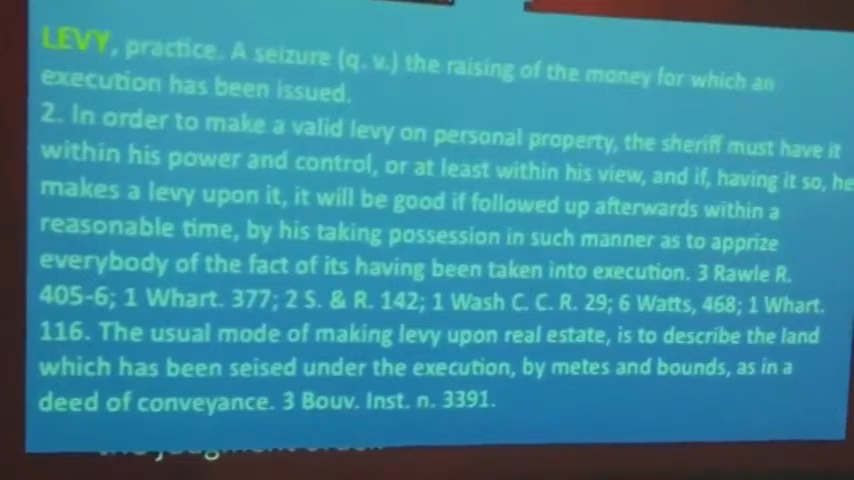 LEVY, practice. A seizure (q. v.) the raising of the money for which an
execution has been issued.
2. In order to make a valid levy on personal property, the sheriff must have it
within his power and control, or at least within his view, and if, having it so, he
makes a levy upon it, it will be good if followed up afterwards within a
reasonable time, by his taking possession in such manner as to apprize
everybody of the fact of its having been taken into execution. 3 Rawle R.
405-6; 1 Whart. 377; 2 S. & R. 142; 1 Wash C. C. R. 29; 6 Watts, 468; 1 Whart.
116. The usual mode of making levy upon real estate, is to describe the land
which has been seised under the execution, by metes and bounds, as in a
deed of conveyance. 3 Bouv. Inst. n. 3391.